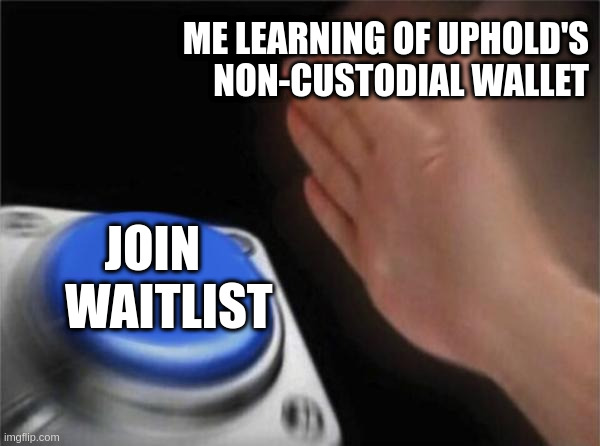 ME LEARNING OF UPHOLD'S
NON-CUSTODIAL WALLET
JOIN
WAITLIST
imgflip.com